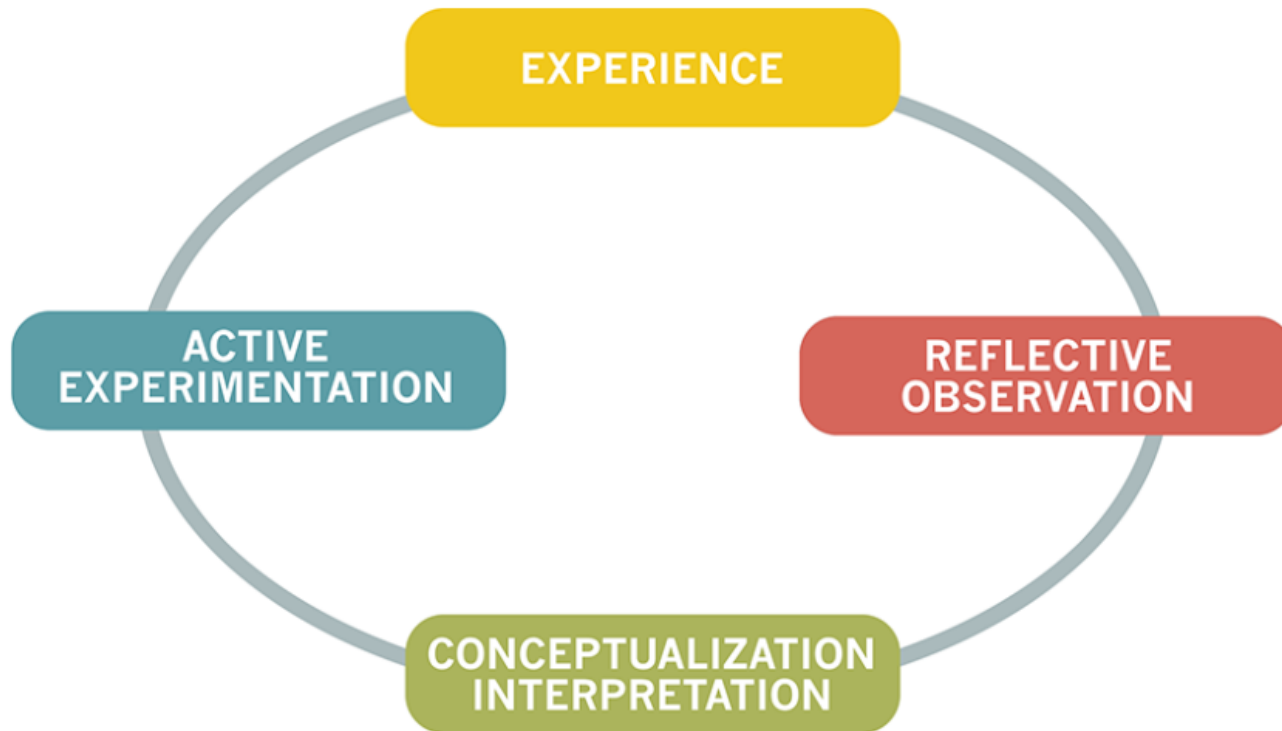 EXPERIENCE
ACTIVE
EXPERIMENTATION
REFLECTIVE
OBSERVATION
CONCEPTUALIZATION
INTERPRETATION